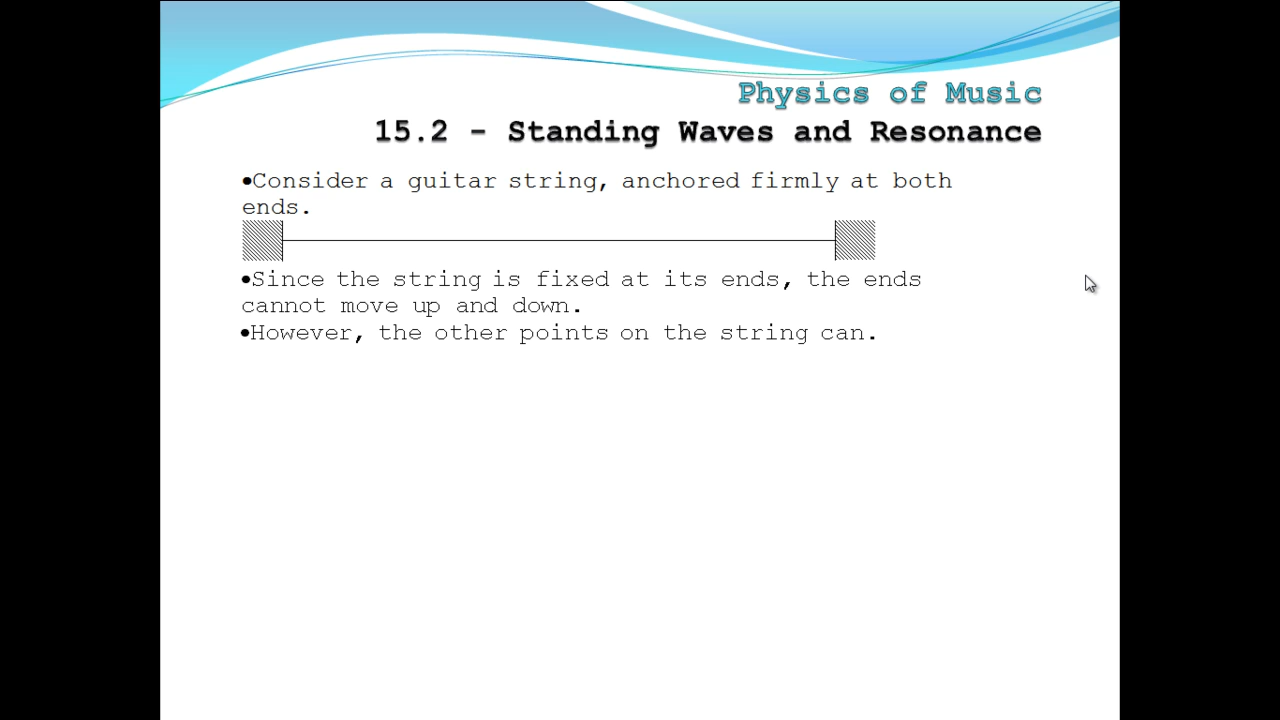 Physics of Music
15.2 - Standing Waves and Resonance
•Consider a guitar string, anchored firmly at both
ends.
•Since the string is fixed at its ends, the ends
cannot move up and down.
•However, the other points on the string can.